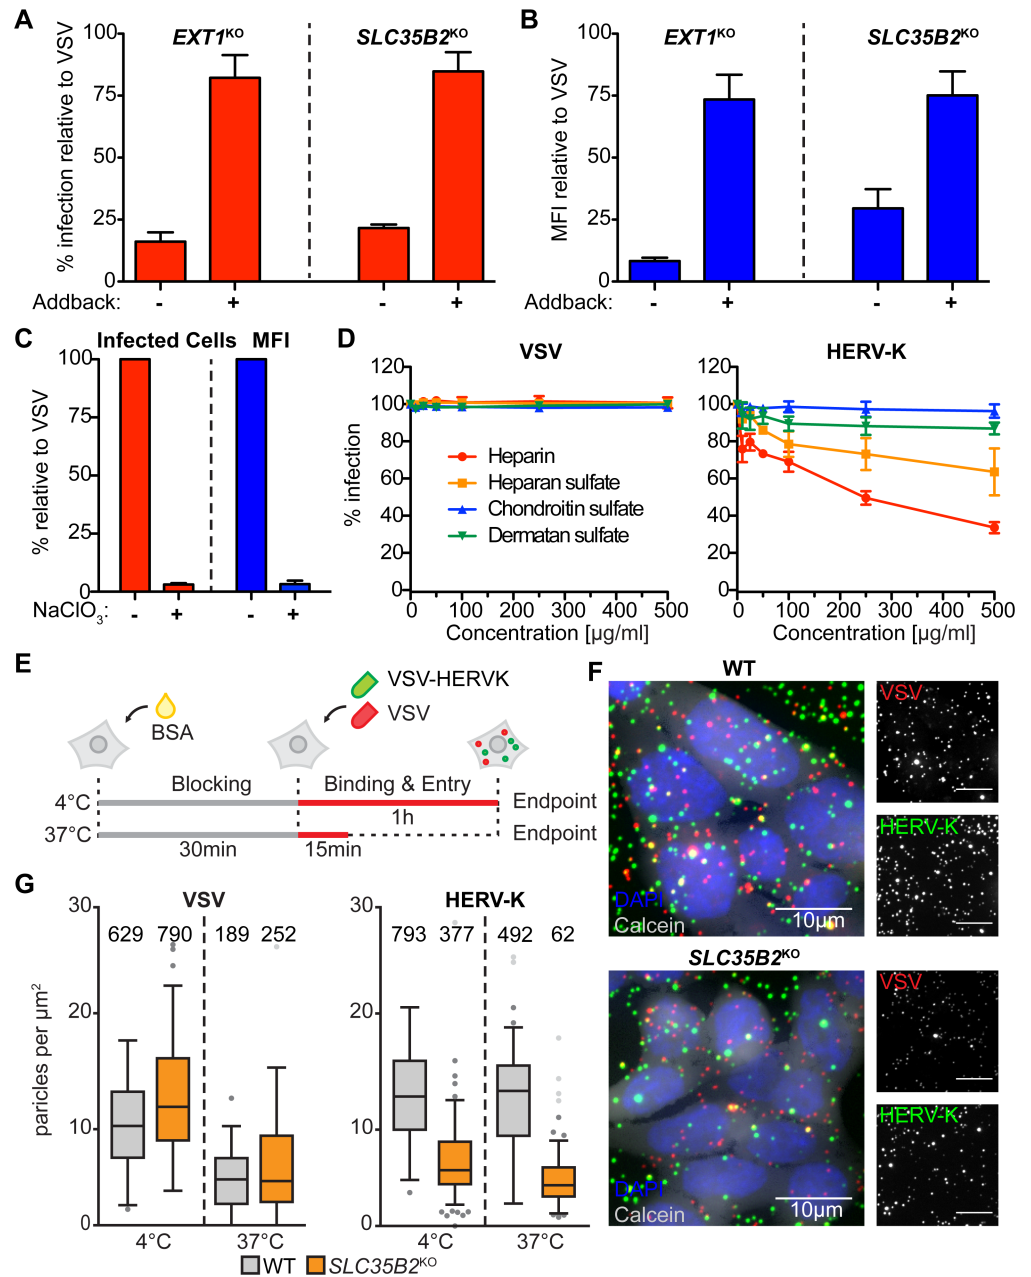 A
EXT1KO
SLC35B2KO
% infection relative to VSV
100
75
50
25
0
Addback:
-
+
-
+
B
EXT1KO
SLC35B2KO
MFI relative to VSV
100
75
50
25
0
Addback:
-
+
-
+
C
Infected Cells
MFI
% relative to VSV
100
75
50
25
0
NaClO3:
-
+
-
+
D
VSV
% infection
120
100
80
60
40
20
0
Heparin
Heparan sulfate
Chondroitin sulfate
Dermatan sulfate
0 100 200 300 400 500
Concentration [µg/ml]
HERV-K
120
100
80
60
40
20
0
0 100 200 300 400 500
Concentration [µg/ml]
E
BSA
VSV-HERVK
VSV
Blocking
Binding & Entry
4°C
1h
Endpoint
37°C
30min
15min
Endpoint
F
WT
DAPI
Calcein
10µm
VSV
HERV-K
SLC35B2KO
DAPI
Calcein
10µm
VSV
HERV-K
G
VSV
paricles per µm2
30
20
10
0
629 790 189 252
4°C
37°C
HERV-K
30
20
10
0
793 377 492 62
4°C
37°C
WT
SLC35B2KO